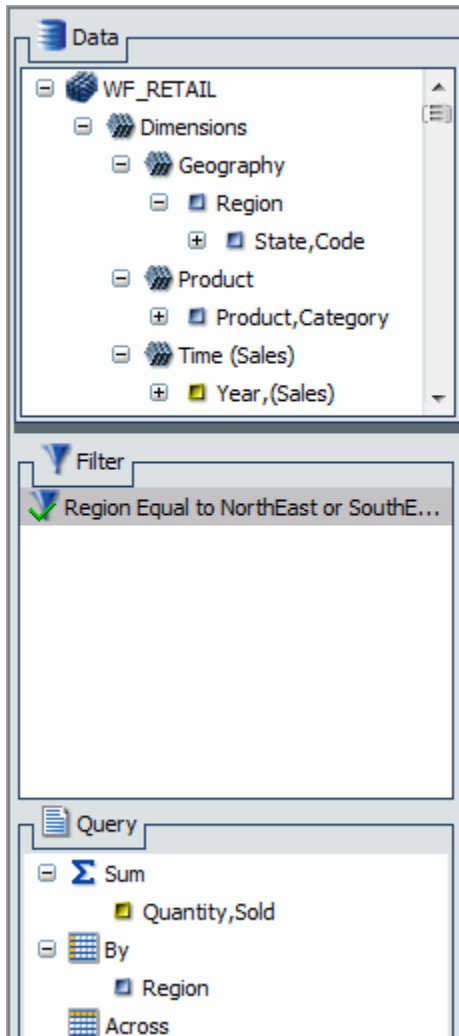 Data
WF_RETAIL
Dimensions
Geography
Region
State,Code
Product
Product,Category
Time (Sales)
Year,(Sales)
Filter
Region Equal to NorthEast or SouthE...
Query
Sum
Quantity,Sold
By
Region
Across